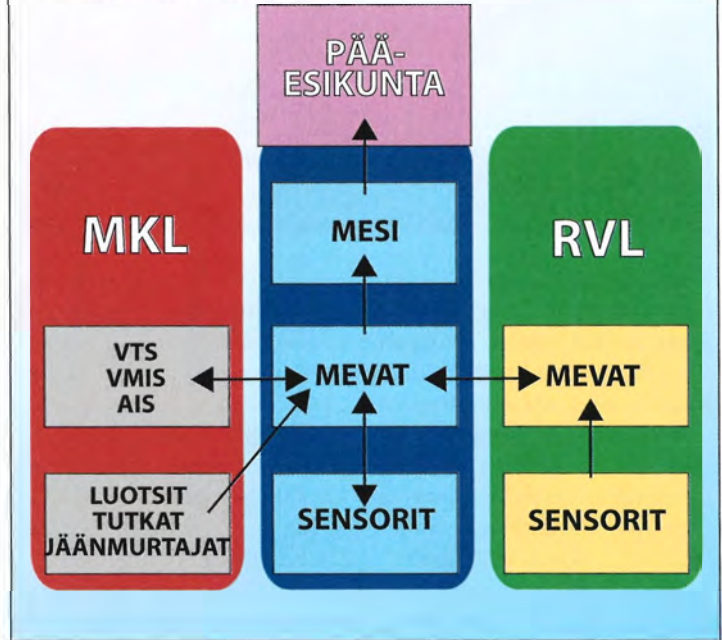 PÄÄ-
ESIKUNTA
MKL
MESI
RVL
VTS
VMIS
AIS
MEVAT
MEVAT
LUOTSIT
TUTKAT
JÄÄNMURTAJAT
SENSORIT
SENSORIT